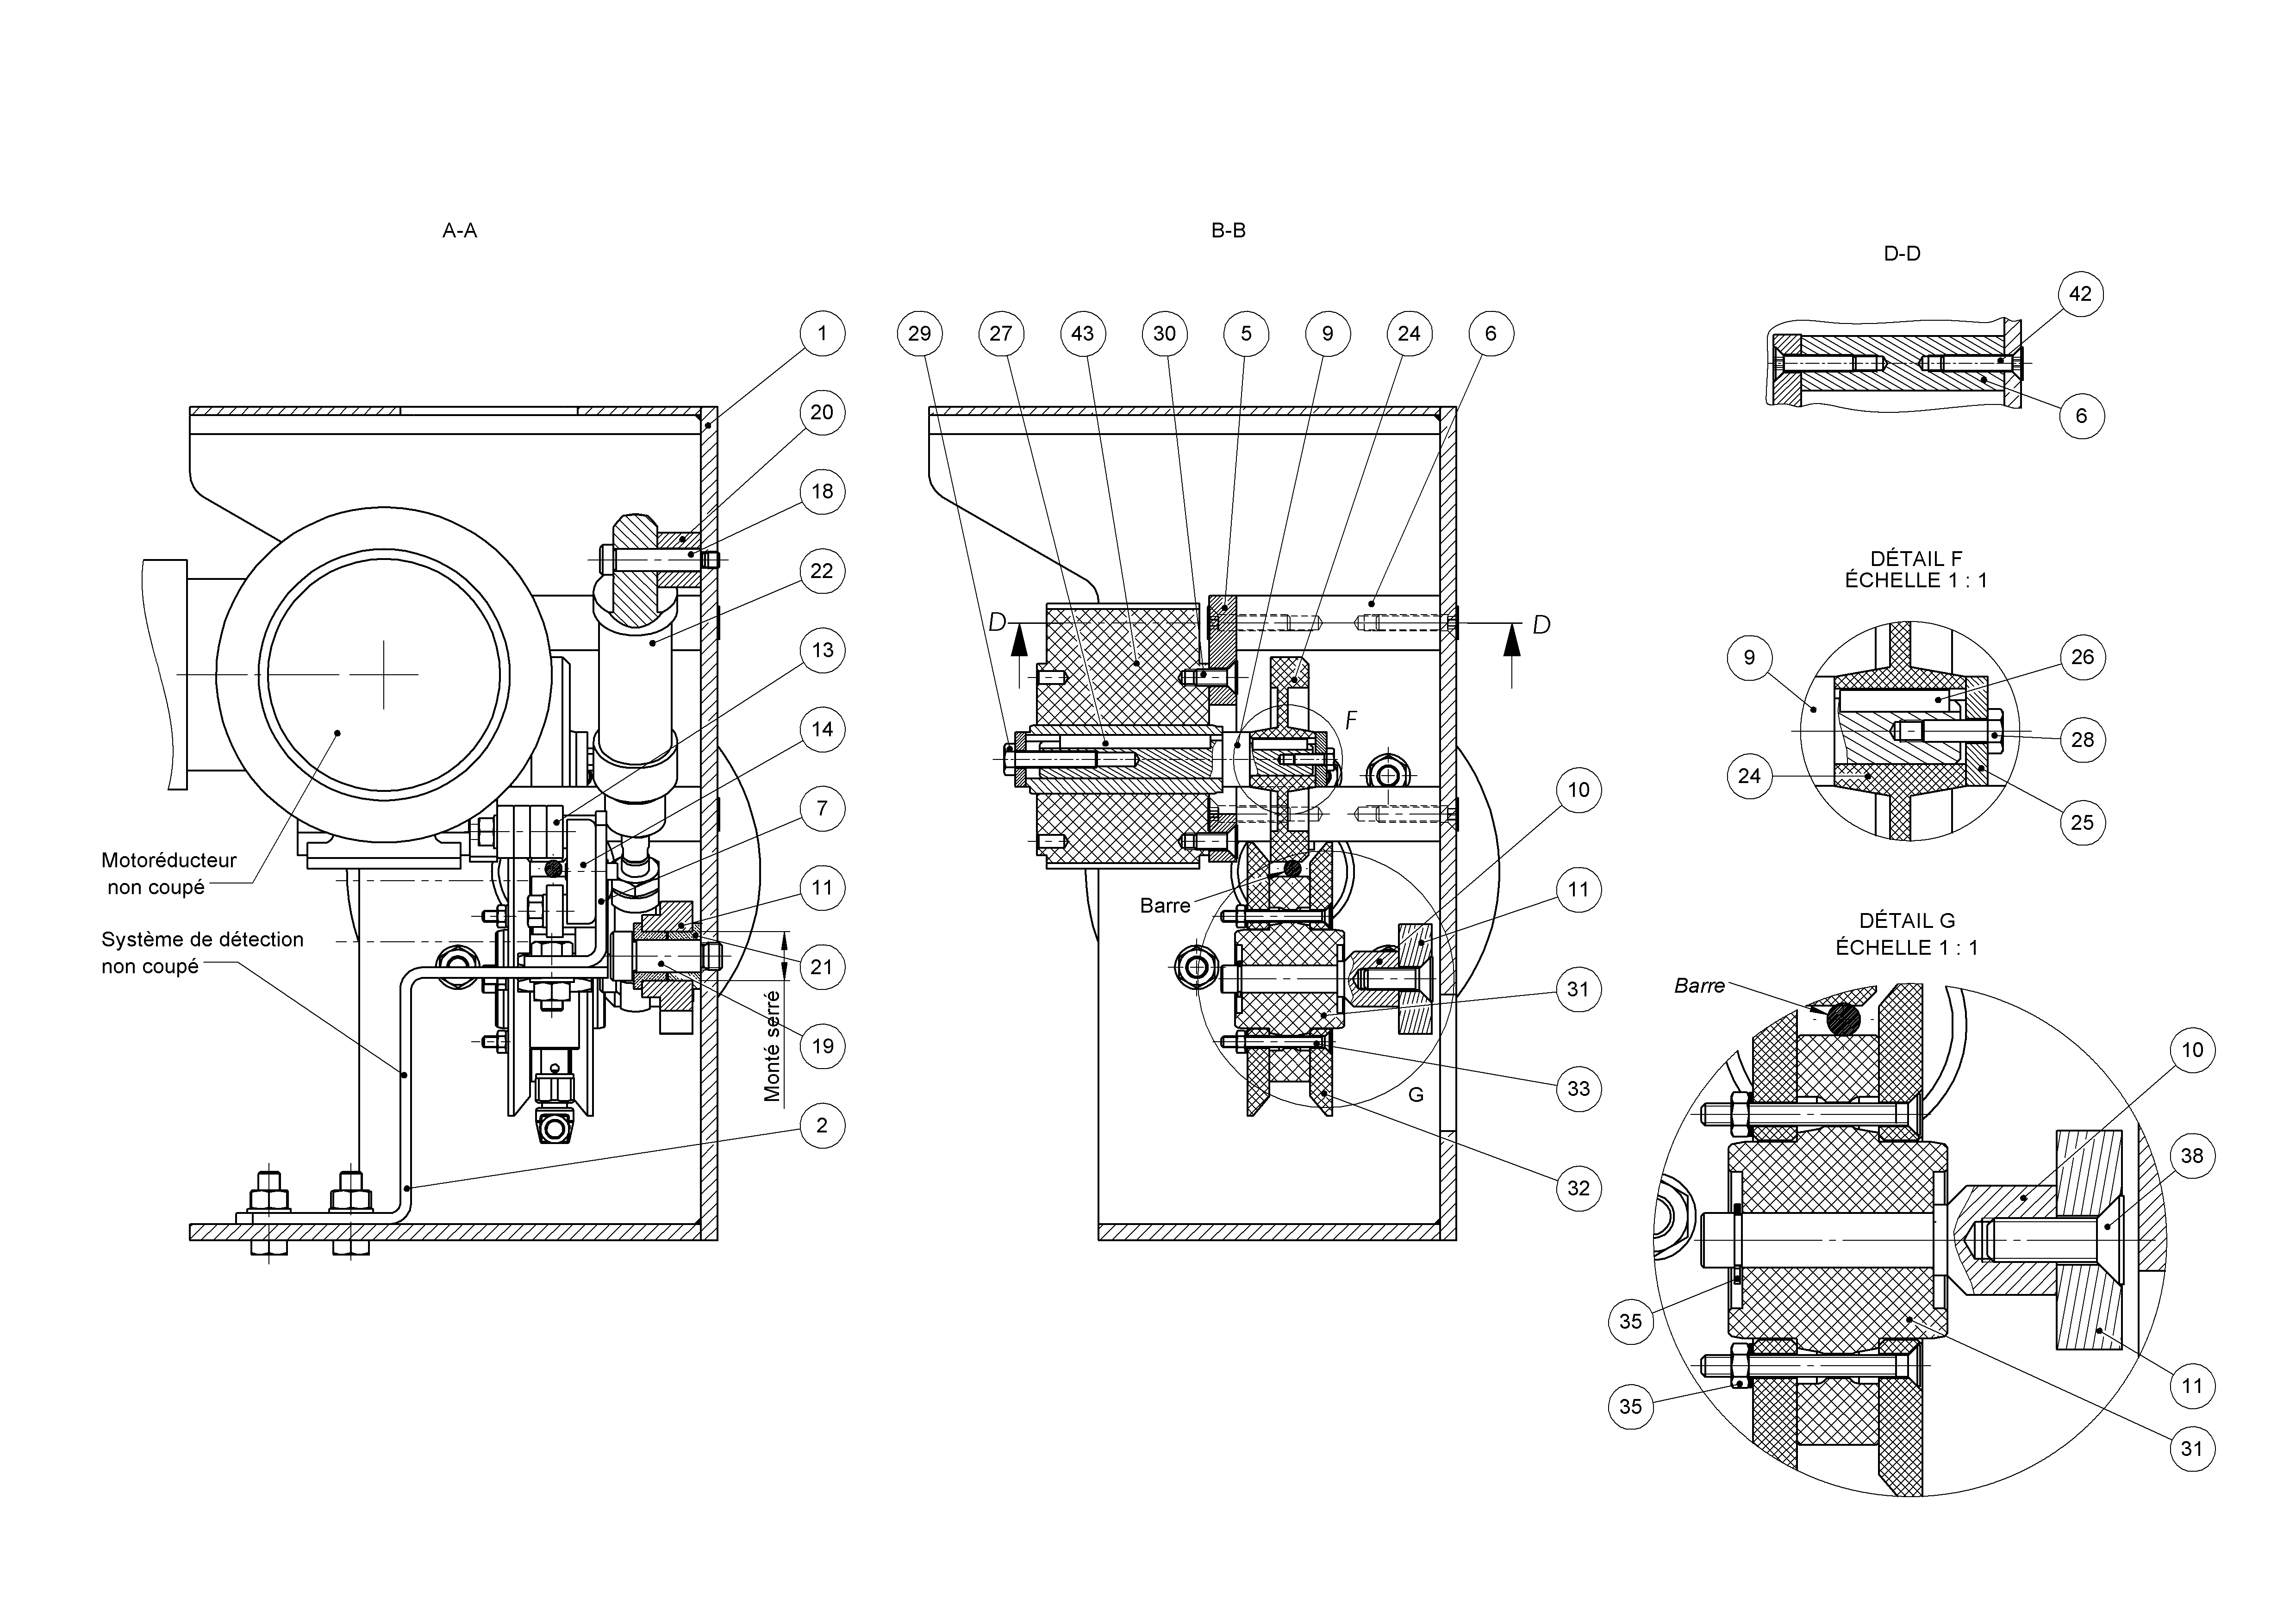 A-A
1
20
18
22
13
14
7
11
21
19
2
Motoréducteur
non coupé
Système de détection
non coupé
Monté serré
B-B
29
27
43
30
5
9
24
6
D
D
F
Barre
10
11
31
33
32
G
D-D
42
6
DÉTAIL F
ÉCHELLE 1 : 1
9
26
28
24
25
DÉTAIL G
ÉCHELLE 1 : 1
Barre
10
38
35
35
11
31